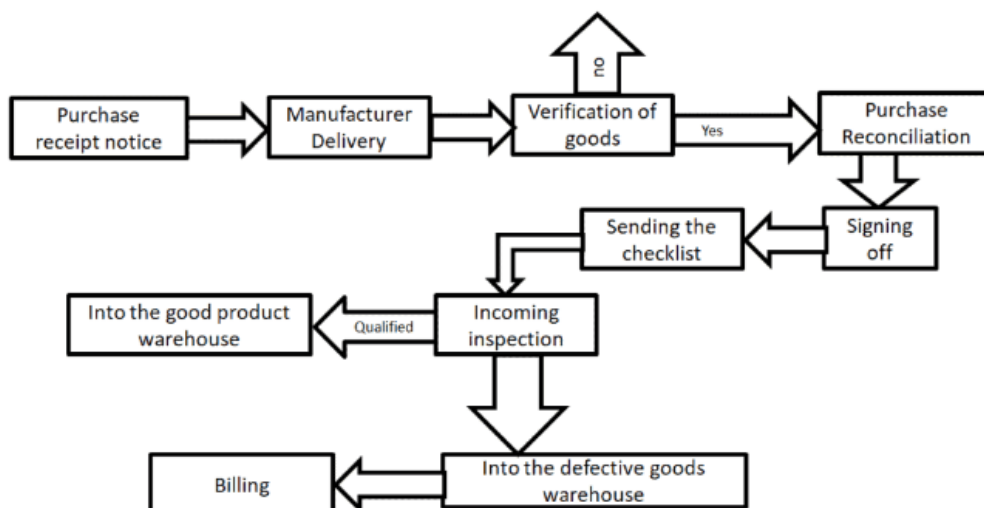 no
Purchase
receipt notice
Manufacturer
Delivery
Verification of
goods
Yes
Purchase
Reconciliation
Sending the
checklist
Signing
off
Into the good product
warehouse
Qualified
Incoming
inspection
Billing
Into the defective goods
warehouse